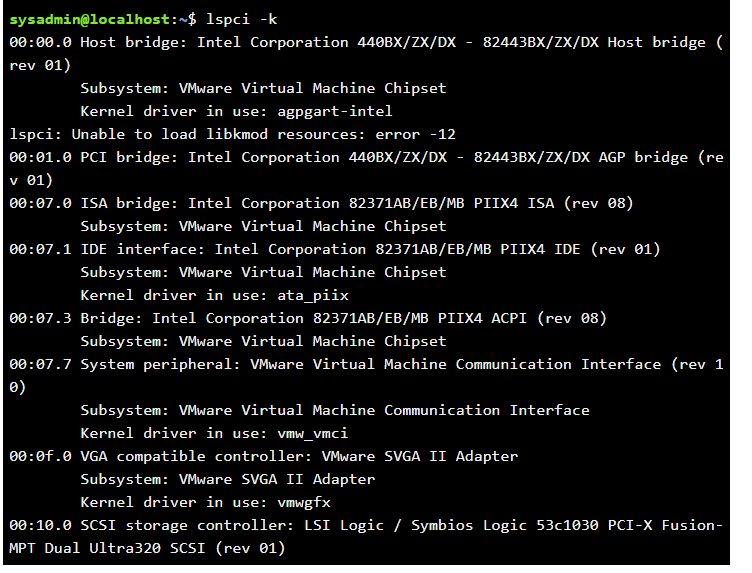 sysadmin@localhost:~$ lspci -k
00:00.0 Host bridge: Intel Corporation 440BX/ZX/DX - 82443BX/ZX/DX Host bridge (
rev 01)
        Subsystem: VMware Virtual Machine Chipset
        Kernel driver in use: agpgart-intel
lspci: Unable to load libkmod resources: error -12
00:01.0 PCI bridge: Intel Corporation 440BX/ZX/DX - 82443BX/ZX/DX AGP bridge (re
v 01)
00:07.0 ISA bridge: Intel Corporation 82371AB/EB/MB PIIX4 ISA (rev 08)
        Subsystem: VMware Virtual Machine Chipset
00:07.1 IDE interface: Intel Corporation 82371AB/EB/MB PIIX4 IDE (rev 01)
        Subsystem: VMware Virtual Machine Chipset
        Kernel driver in use: ata_piix
00:07.3 Bridge: Intel Corporation 82371AB/EB/MB PIIX4 ACPI (rev 08)
        Subsystem: VMware Virtual Machine Chipset
00:07.7 System peripheral: VMware Virtual Machine Communication Interface (rev 1
0)
        Subsystem: VMware Virtual Machine Communication Interface
        Kernel driver in use: vmw_vmci
00:0f.0 VGA compatible controller: VMware SVGA II Adapter
        Subsystem: VMware SVGA II Adapter
        Kernel driver in use: vmwgfx
00:10.0 SCSI storage controller: LSI Logic / Symbios Logic 53c1030 PCI-X Fusion-
MPT Dual Ultra320 SCSI (rev 01)